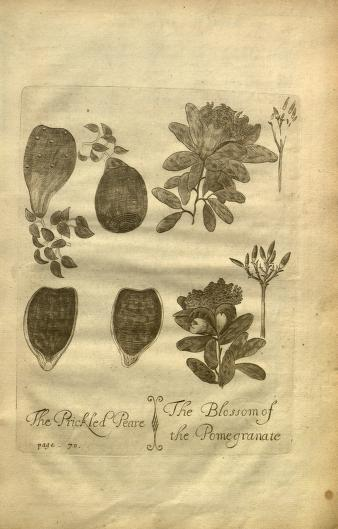 The Prickled Peare
page - 70.
The Blossom of
the Pomegranate